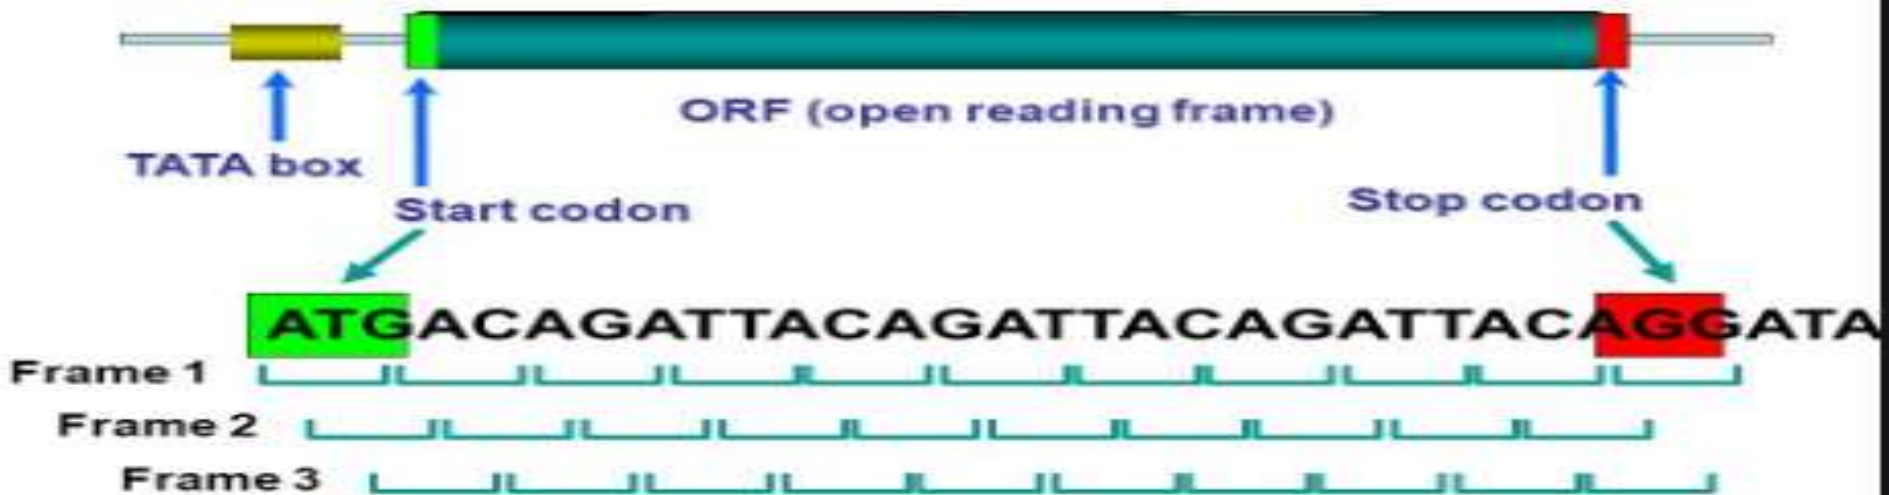 ORF (open reading frame)
TATA box
Start codon
Stop codon
ATGACAGATTACAGATTACAGATTACAGGATA
Frame 1
Frame 2
Frame 3